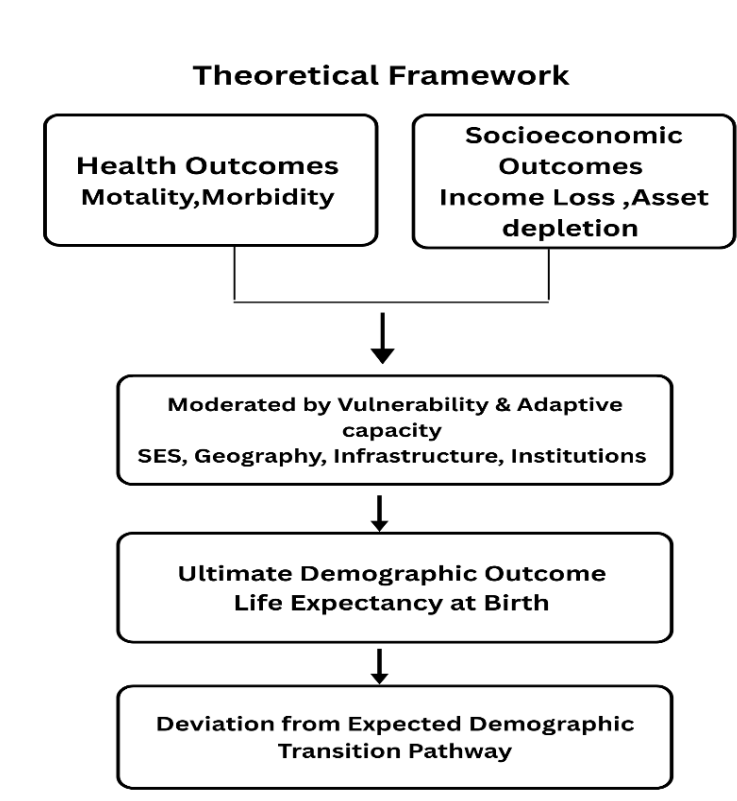 Theoretical Framework
Health Outcomes
Motality,Morbidity
Socioeconomic
Outcomes
Income Loss ,Asset
depletion
Moderated by Vulnerability & Adaptive
capacity
SES, Geography, Infrastructure, Institutions
Ultimate Demographic Outcome
Life Expectancy at Birth
Deviation from Expected Demographic
Transition Pathway